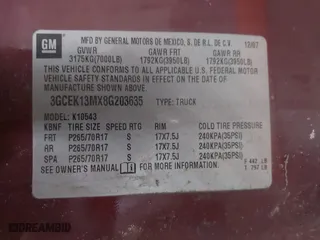 GM
MFD BY GENERAL MOTORS DE MEXICO, S. DE R.L. DE C.V. 12/07
GVWR GAWR FRT GAWR RR
3175KG(7000LB) 1792KG(3950LB) 1792KG(3950LB)
THIS VEHICLE CONFORMS TO ALL APPLICABLE U.S. FEDERAL MOTOR
VEHICLE SAFETY STANDARDS IN EFFECT ON THE DATE OF
MANUFACTURE SHOWN ABOVE.
3GCEK13MX8G203635 TYPE: TRUCK
MODEL: K10543
KBNF TIRE SIZE SPEED RTG RIM COLD TIRE PRESSURE
FRT P265/70R17 S 17X7.5J 240KPA(35PSI)
RR P265/70R17 S 17X7.5J 240KPA(35PSI)
SPA P265/70R17 S 17X7.5J 240KPA(35PSI)
SEE OWNER'S MANUAL FOR ADDITIONAL INFORMATION.
DREAMBID